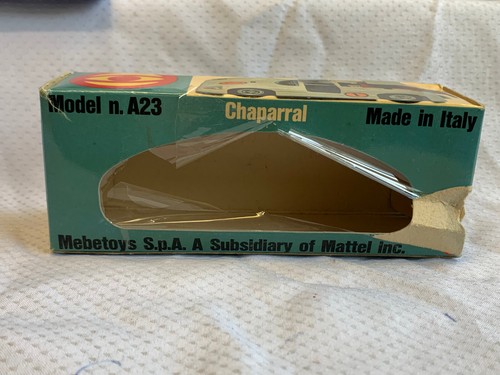 Model n. A23 Chaparral Made in Italy
Mebetoys S.p.A. A Subsidiary of Mattel inc.